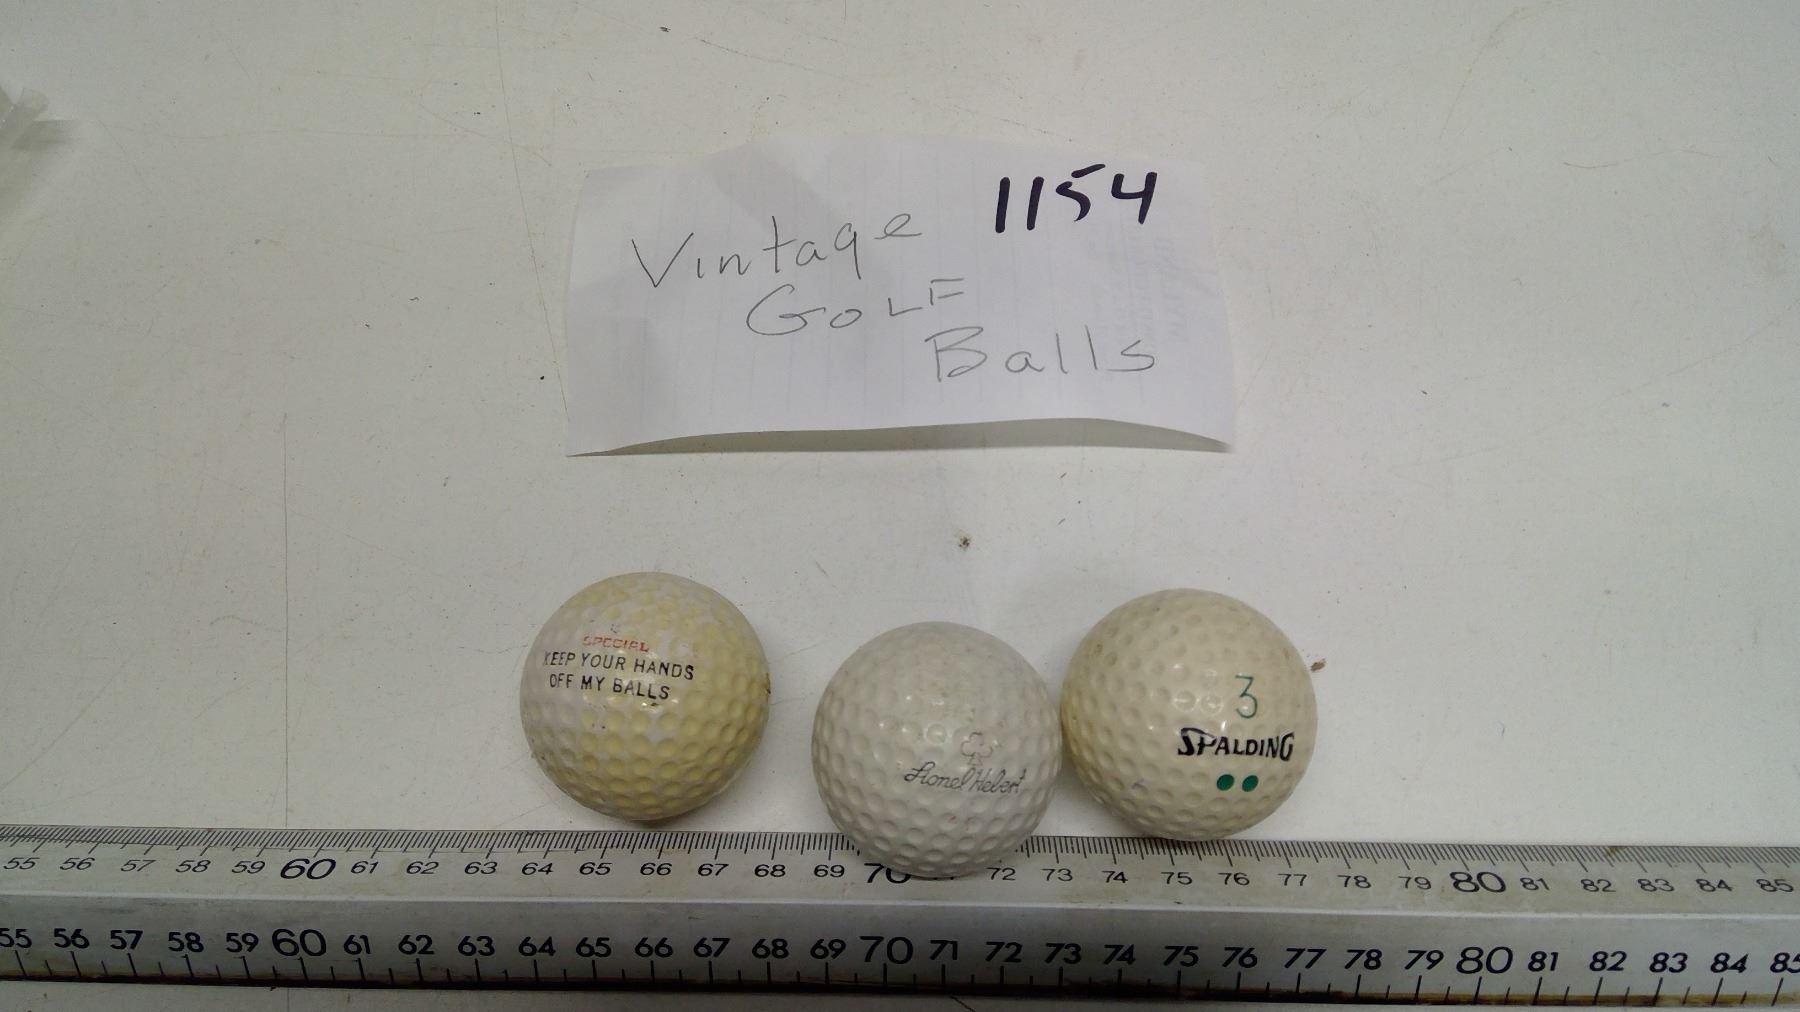 1154
Vintage
GOLF
Balls
SPECIAL
KEEP YOUR HANDS
OFF MY BALLS
Lionel Hebert
3
SPALDING
55 56 57 58 59 60 61 62 63 64 65 66 67 68 69 70 72 73 74 75 76 77 78 79 80 81 82 83 84 85
55 56 57 58 59 60 61 62 63 64 65 66 67 68 69 70 71 72 73 74 75 76 77 78 79 80 81 82 83 84 85